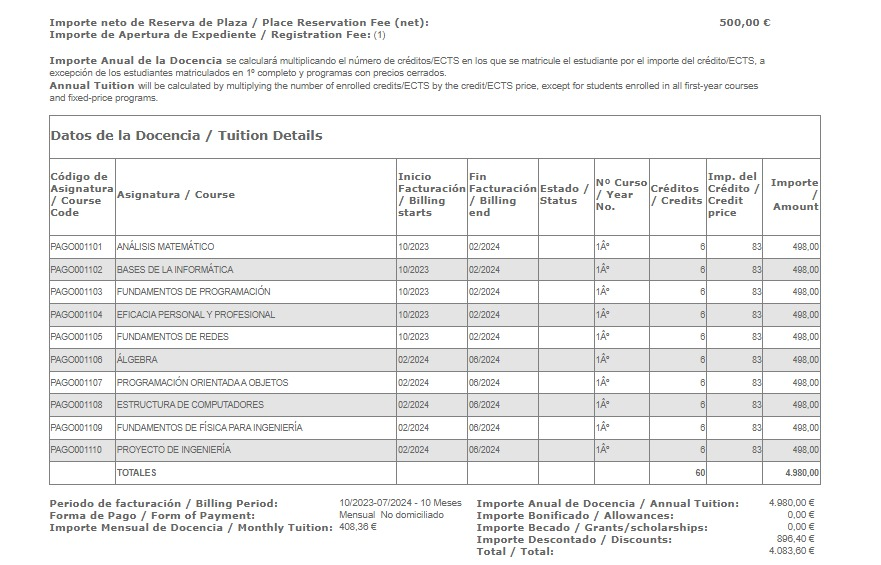 Importe neto de Reserva de Plaza / Place Reservation Fee (net): 500,00 €
Importe de Apertura de Expediente / Registration Fee: (1)
Importe Anual de la Docencia se calculará multiplicando el número de créditos/ECTS en los que se matricule el estudiante por el importe del crédito/ECTS, a
excepción de los estudiantes matriculados en 1º completo y programas con precios cerrados.
Annual Tuition will be calculated by multiplying the number of enrolled credits/ECTS by the credit/ECTS price, except for students enrolled in all first-year courses
and fixed-price programs.
Datos de la Docencia / Tuition Details
Código de Asignatura / Course Code Asignatura / Course Inicio Facturación / Billing starts Fin Facturación / Billing end Estado / Status Nº Curso / Year No. Créditos / Credits Imp. del Crédito / Credit price Importe / Amount
PAGO001101 ANÁLISIS MATEMÁTICO 10/2023 02/2024 1Âº 6 83 498,00
PAGO001102 BASES DE LA INFORMÁTICA 10/2023 02/2024 1Âº 6 83 498,00
PAGO001103 FUNDAMENTOS DE PROGRAMACIÓN 10/2023 02/2024 1Âº 6 83 498,00
PAGO001104 EFICACIA PERSONAL Y PROFESIONAL 10/2023 02/2024 1Âº 6 83 498,00
PAGO001105 FUNDAMENTOS DE REDES 10/2023 02/2024 1Âº 6 83 498,00
PAGO001106 ÁLGEBRA 02/2024 06/2024 1Âº 6 83 498,00
PAGO001107 PROGRAMACIÓN ORIENTADA A OBJETOS 02/2024 06/2024 1Âº 6 83 498,00
PAGO001108 ESTRUCTURA DE COMPUTADORES 02/2024 06/2024 1Âº 6 83 498,00
PAGO001109 FUNDAMENTOS DE FÍSICA PARA INGENIERÍA 02/2024 06/2024 1Âº 6 83 498,00
PAGO001110 PROYECTO DE INGENIERÍA 02/2024 06/2024 1Âº 6 83 498,00
TOTALES 60 4.980,00
Periodo de facturación / Billing Period: 10/2023-07/2024 - 10 Meses
Forma de Pago / Form of Payment: Mensual No domiciliado
Importe Mensual de Docencia / Monthly Tuition: 408,36 €
Importe Anual de Docencia / Annual Tuition: 4.980,00 €
Importe Bonificado / Allowances: 0,00 €
Importe Becado / Grants/scholarships: 0,00 €
Importe Descontado / Discounts: 896,40 €
Total / Total: 4.083,60 €